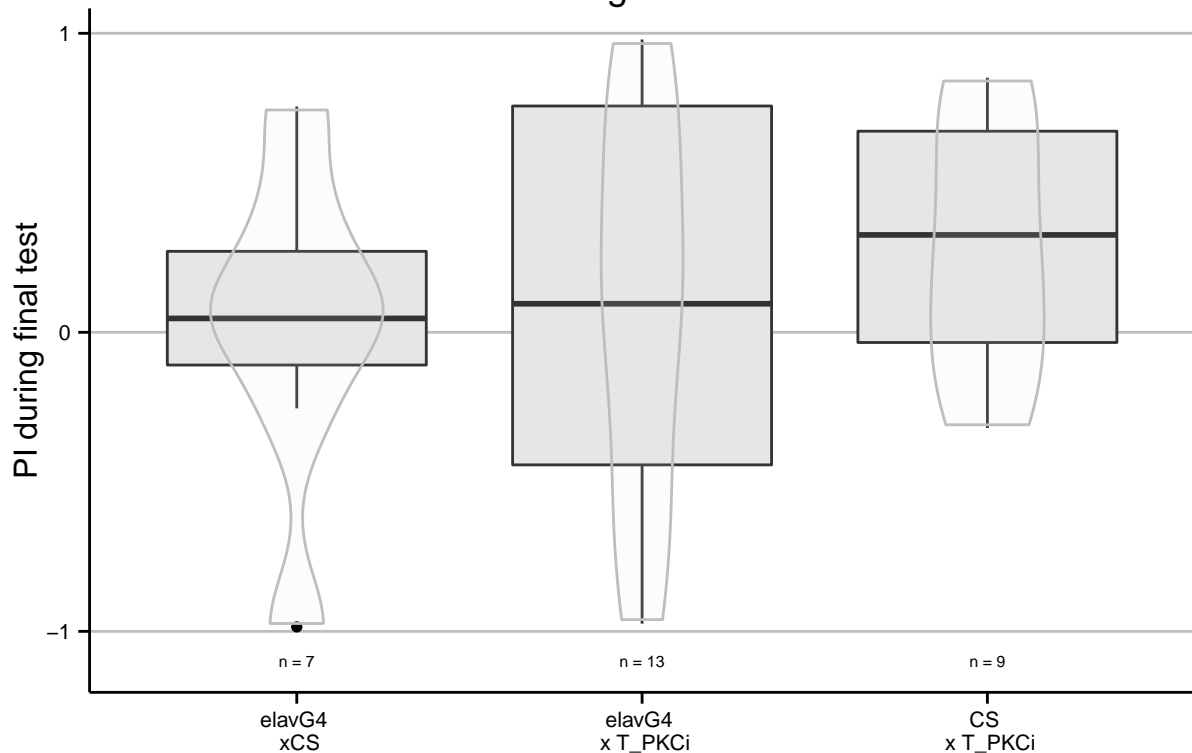 1
0
−1
PI during final test
n = 7
n = 13
n = 9
elavG4
xCS
elavG4
x T_PKCi
CS
x T_PKCi